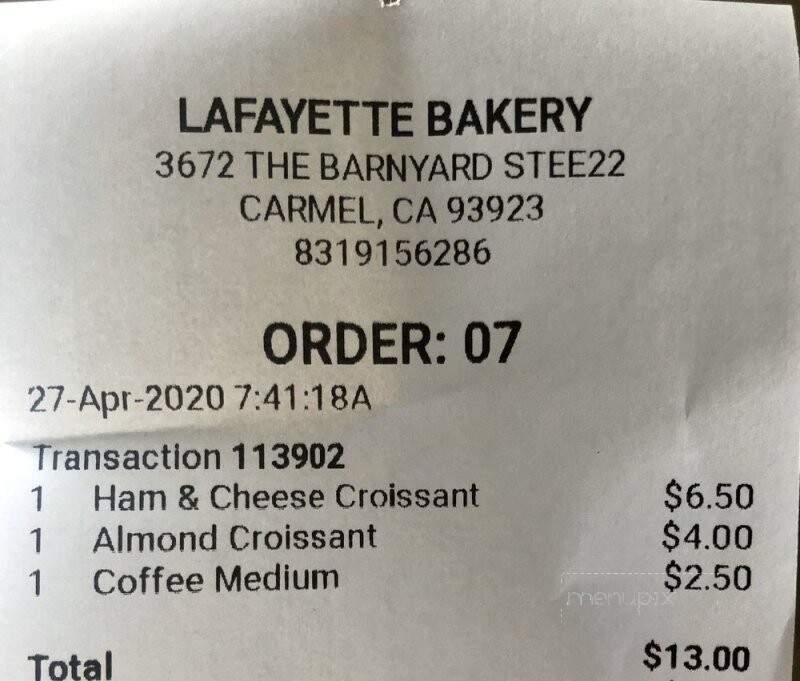 LAFAYETTE BAKERY
3672 THE BARNYARD STEE22
CARMEL, CA 93923
8319156286
ORDER: 07
27-Apr-2020 7:41:18A
Transaction 113902
1 Ham & Cheese Croissant $6.50
1 Almond Croissant $4.00
1 Coffee Medium $2.50
menupix
Total $13.00